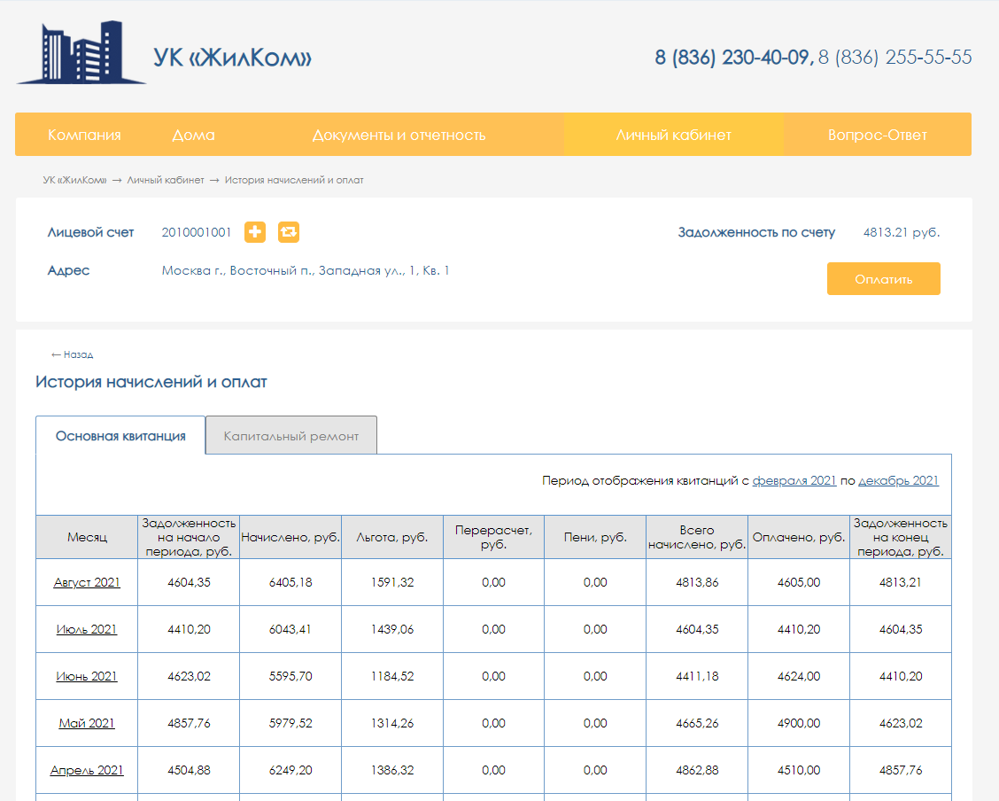 УК «ЖилКом»
8 (836) 230-40-09, 8 (836) 255-55-55
Компания Дома Документы и отчетность Личный кабинет Вопрос-Ответ
УК «ЖилКом» → Личный кабинет → История начислений и оплат
Лицевой счет 2010001001 Задолженность по счету 4813.21 руб.
Адрес Москва г., Восточный п., Западная ул., 1, Кв. 1
Оплатить
← Назад
История начислений и оплат
Основная квитанция Капитальный ремонт
Период отображения квитанций с февраля 2021 по декабрь 2021
Месяц Задолженность на начало периода, руб. Начислено, руб. Льгота, руб. Перерасчет, руб. Пени, руб. Всего начислено, руб. Оплачено, руб. Задолженность на конец периода, руб.
Август 2021 4604,35 6405,18 1591,32 0,00 0,00 4813,86 4605,00 4813,21
Июль 2021 4410,20 6043,41 1439,06 0,00 0,00 4604,35 4410,20 4604,35
Июнь 2021 4623,02 5595,70 1184,52 0,00 0,00 4411,18 4624,00 4410,20
Май 2021 4857,76 5979,52 1314,26 0,00 0,00 4665,26 4900,00 4623,02
Апрель 2021 4504,88 6249,20 1386,32 0,00 0,00 4862,88 4510,00 4857,76